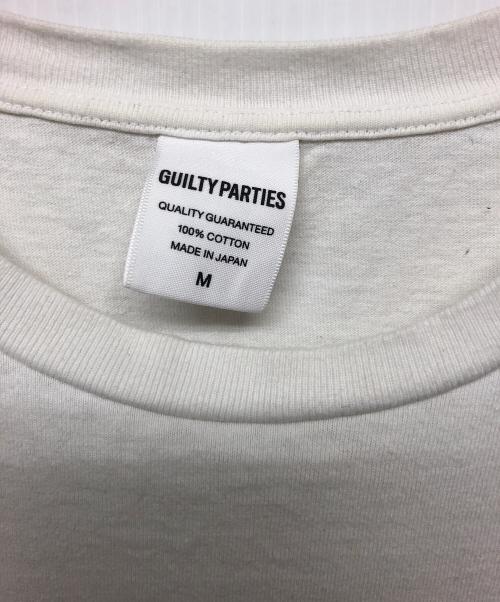 GUILTY PARTIES
QUALITY GUARANTEED
100% COTTON
MADE IN JAPAN
M